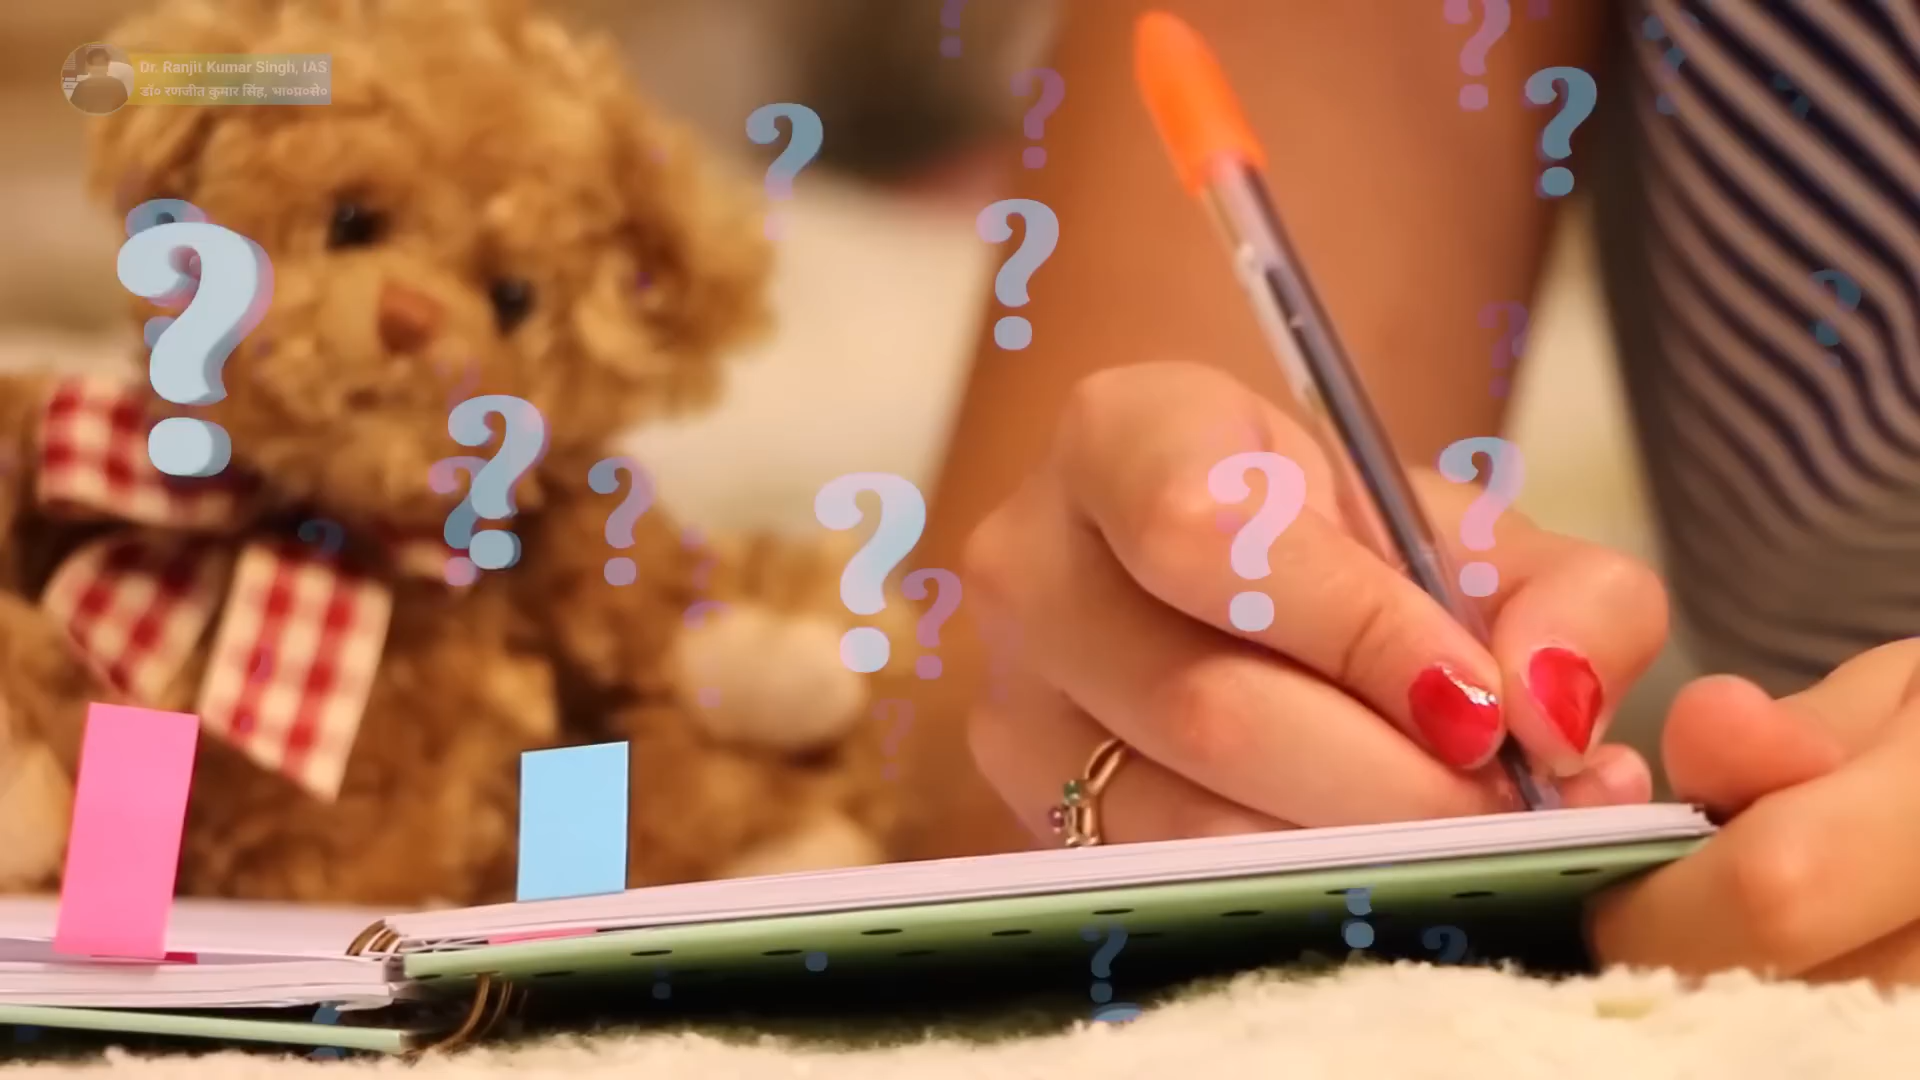 Dr. Ranjit Kumar Singh, IAS
डॉ० रणजीत कुमार सिंह, भा०प्र०से०